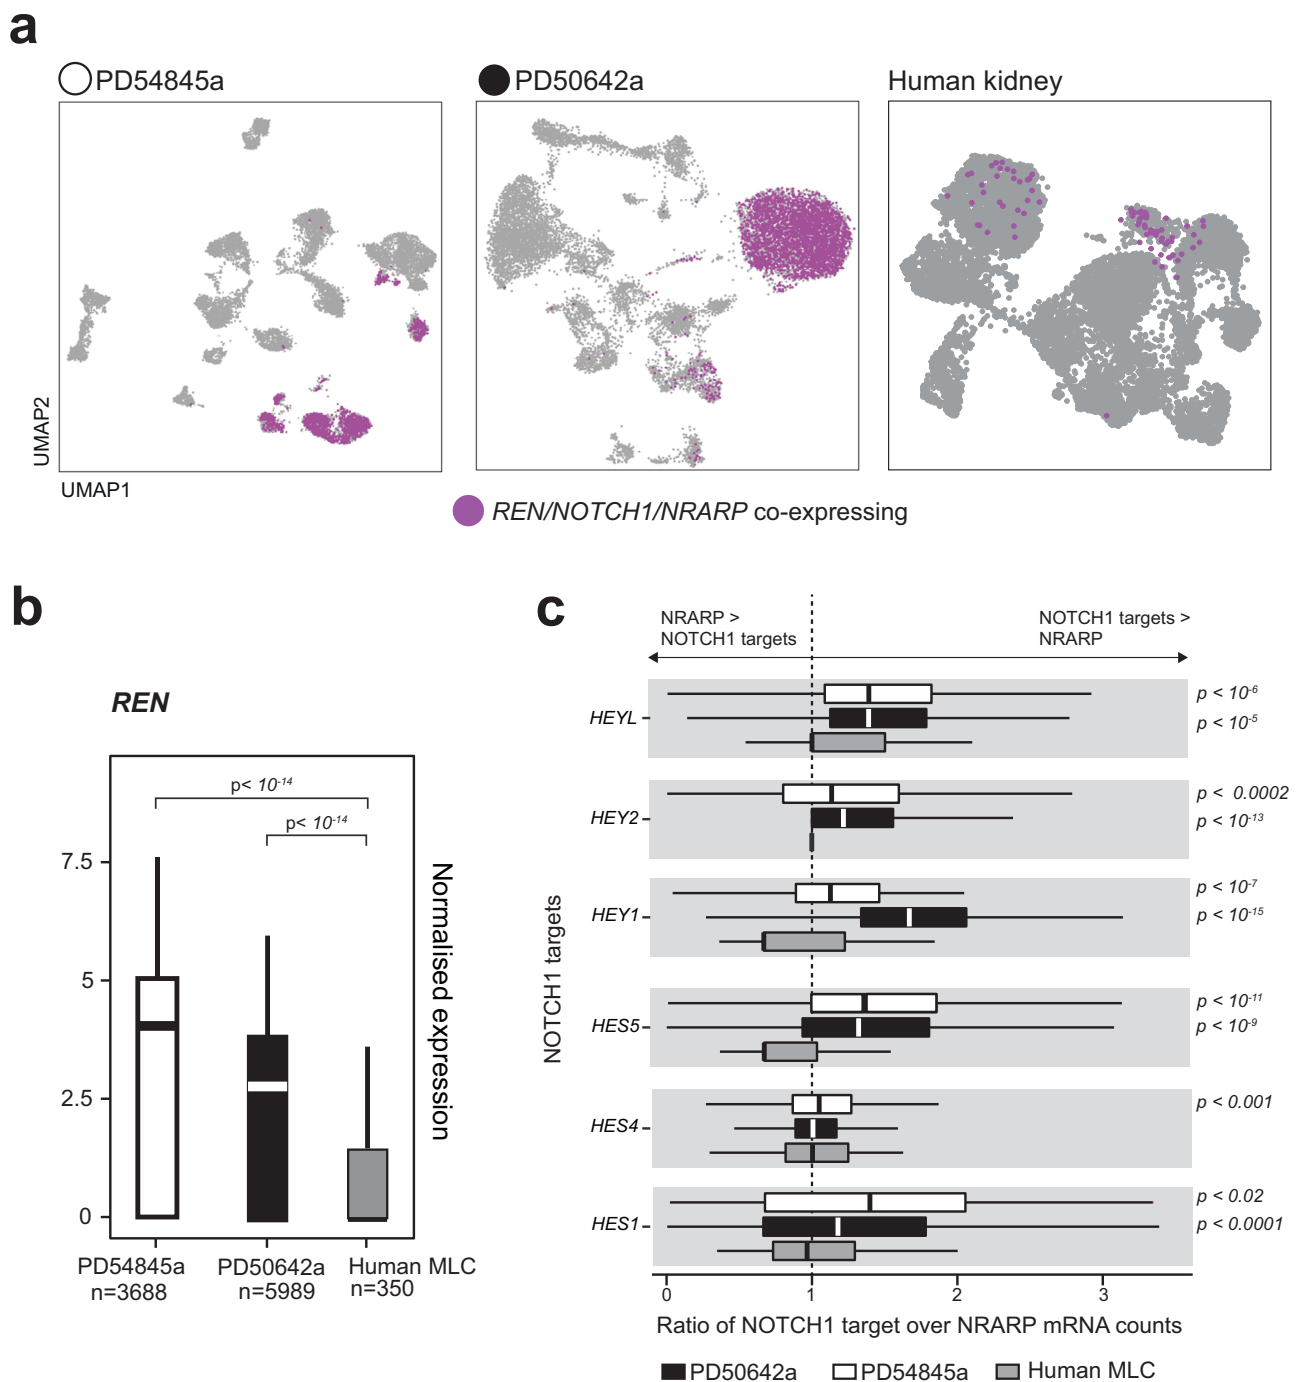 a
PD54845a
PD50642a
Human kidney
UMAP2
UMAP1
REN/NOTCH1/NRARP co-expressing
b
REN
p< 10-14
p< 10-14
7.5
5
2.5
0
Normalised expression
PD54845a
n=3688
PD50642a
n=5989
Human MLC
n=350
c
NRARP >
NOTCH1 targets
NOTCH1 targets >
NRARP
NOTCH1 targets
HEYL
p < 10-6
p < 10-5
HEY2
p < 0.0002
p < 10-13
HEY1
p < 10-7
p < 10-15
HES5
p < 10-11
p < 10-9
HES4
p < 0.001
HES1
p < 0.02
p < 0.0001
0
1
2
3
Ratio of NOTCH1 target over NRARP mRNA counts
PD50642a
PD54845a
Human MLC